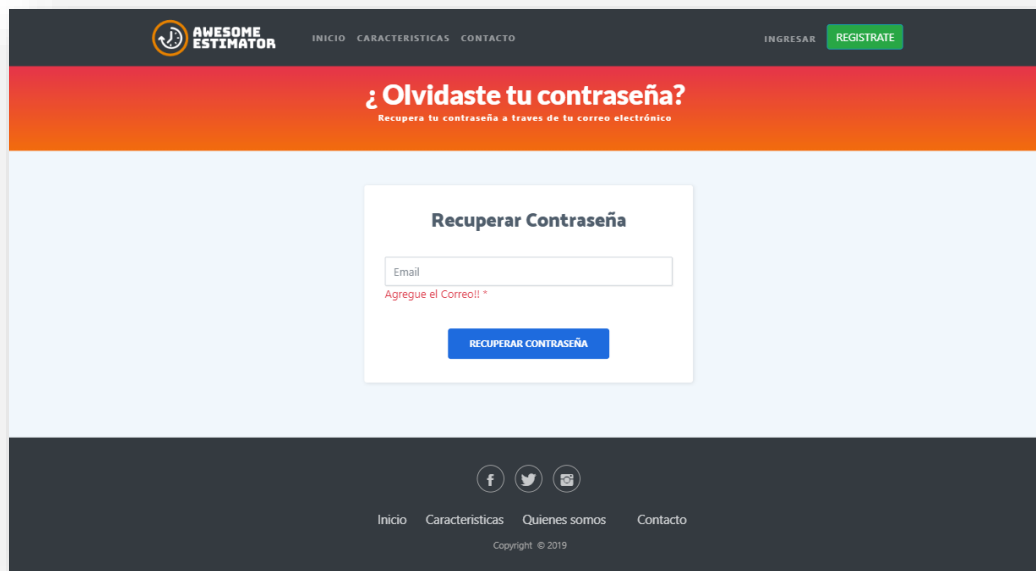 AWESOME
ESTIMATOR
INICIO CARACTERISTICAS CONTACTO
INGRESAR REGISTRATE
¿ Olvidaste tu contraseña?
Recupera tu contraseña a traves de tu correo electrónico
Recuperar Contraseña
Email
Agregue el Correo!! *
RECUPERAR CONTRASEÑA
Inicio Caracteristicas Quienes somos Contacto
Copyright © 2019